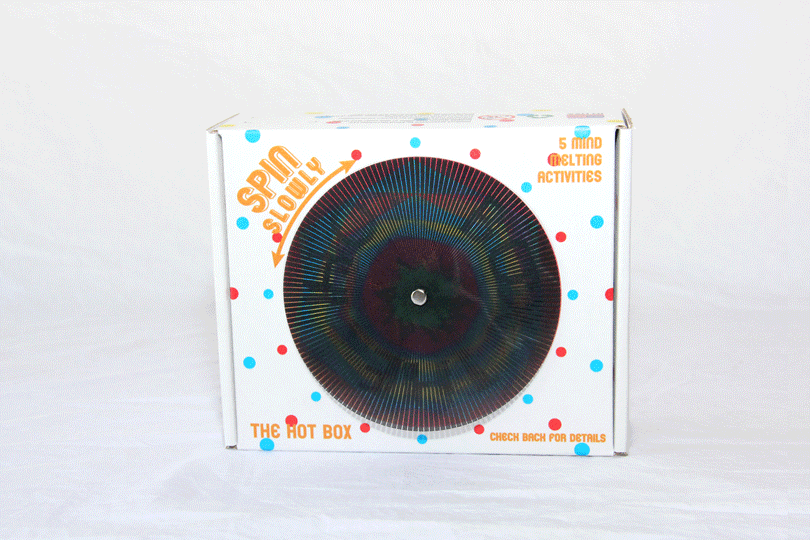 SPIN
SLOWLY
5 MIND
MELTING
ACTIVITIES
THE HOT BOX
CHECK BACK FOR DETAILS